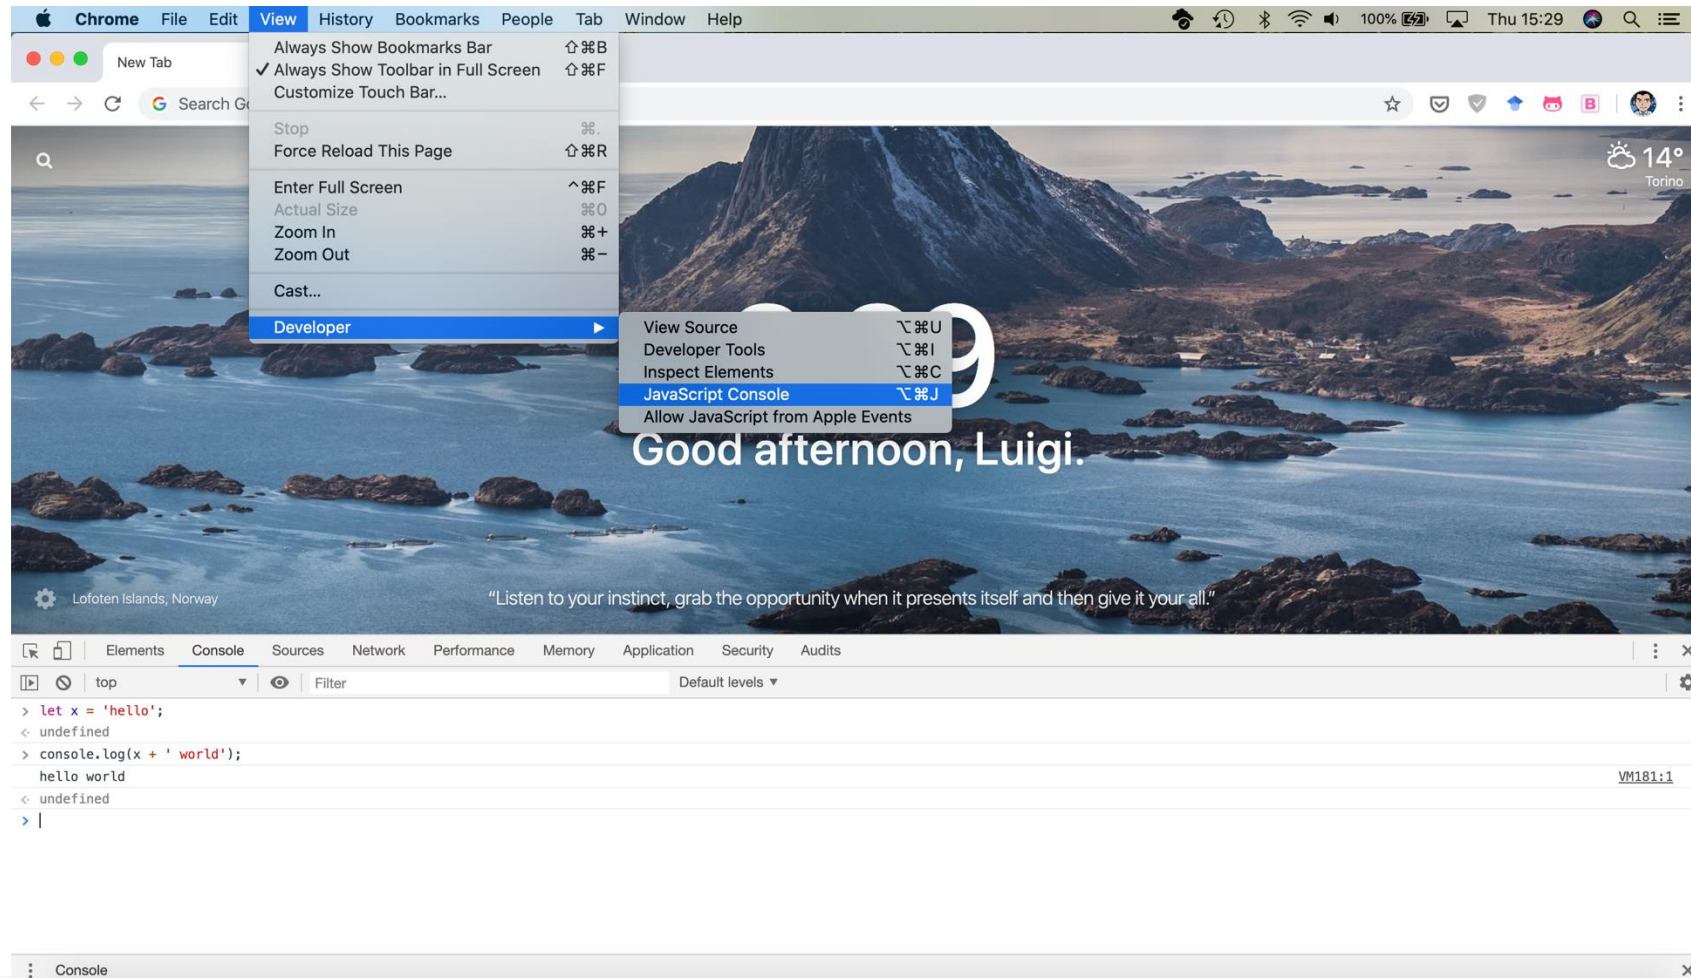 Chrome File Edit View History Bookmarks People Tab Window Help 100% Thu 15:29
New Tab
Search Go
Always Show Bookmarks Bar ⇧⌘B
✓ Always Show Toolbar in Full Screen ⇧⌘F
Customize Touch Bar...
Stop ⌘.
Force Reload This Page ⇧⌘R
Enter Full Screen ^⌘F
Actual Size ⌘0
Zoom In ⌘+
Zoom Out ⌘−
Cast...
Developer ▶
View Source ⌥⌘U
Developer Tools ⌥⌘I
Inspect Elements ⌥⌘C
JavaScript Console ⌥⌘J
Allow JavaScript from Apple Events
14°
Torino
9
Good afternoon, Luigi.
Lofoten Islands, Norway
“Listen to your instinct, grab the opportunity when it presents itself and then give it your all.”
Elements Console Sources Network Performance Memory Application Security Audits
top Filter Default levels ▼
> let x = 'hello';
<· undefined
> console.log(x + ' world');
hello world VM181:1
<· undefined
>
Console